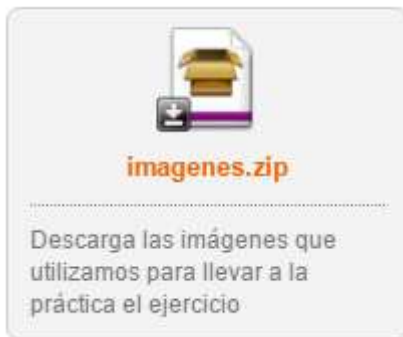 imagenes.zip
Descarga las imágenes que
utilizamos para llevar a la
práctica el ejercicio